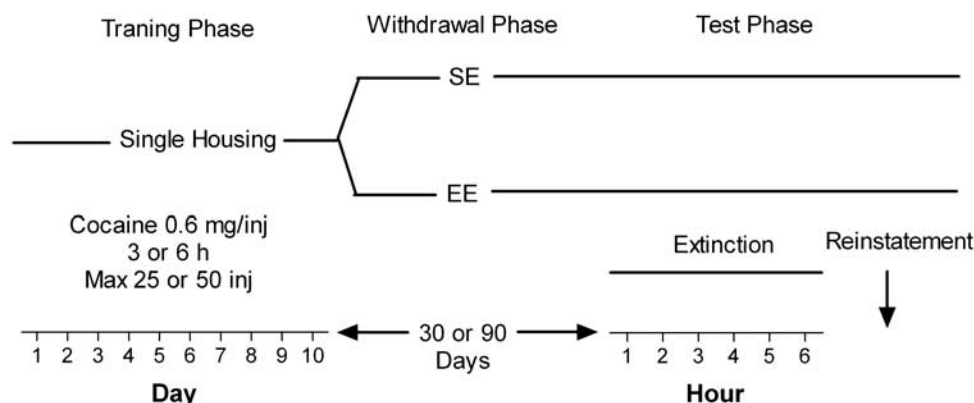 Traning Phase
Withdrawal Phase
Test Phase
SE
Single Housing
EE
Cocaine 0.6 mg/inj
3 or 6 h
Max 25 or 50 inj
Extinction
Reinstatement
30 or 90
Days
1 2 3 4 5 6 7 8 9 10
Day
1 2 3 4 5 6
Hour